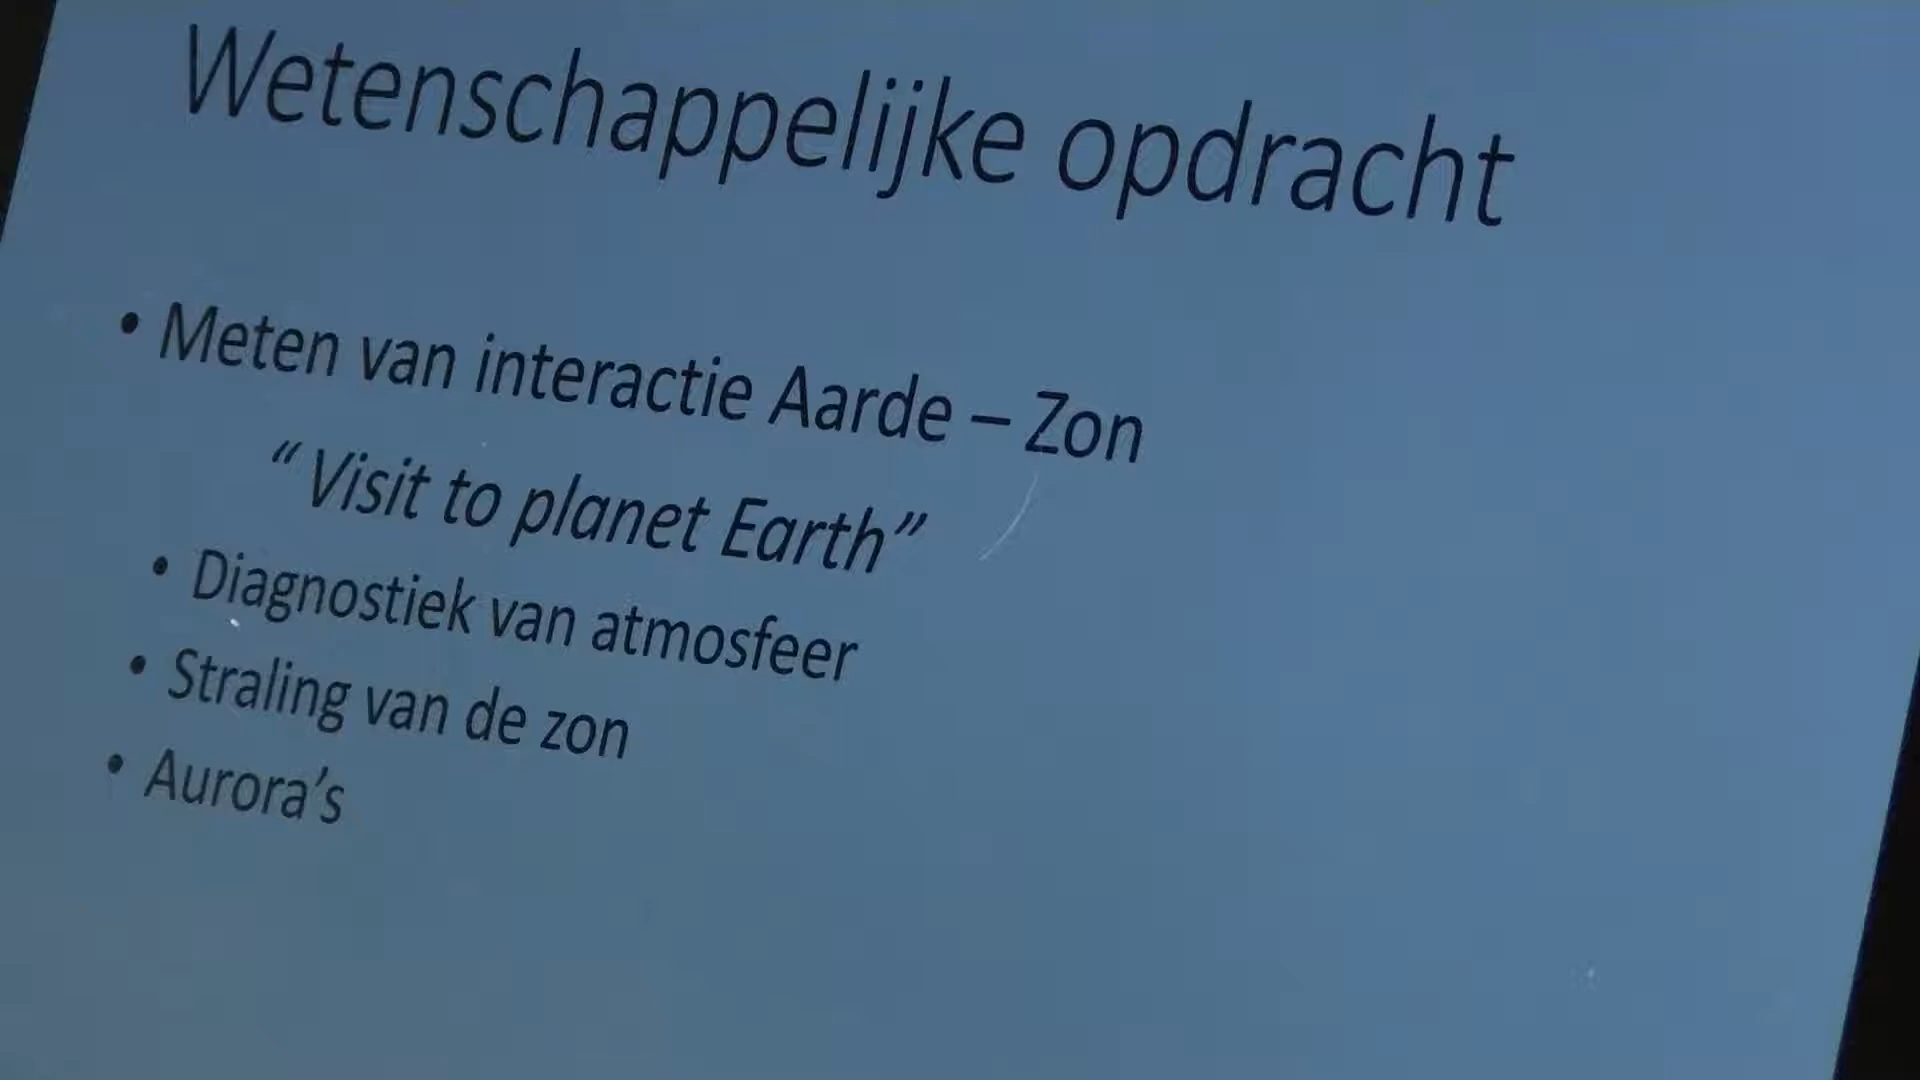 Wetenschappelijke opdracht
• Meten van interactie Aarde – Zon
“Visit to planet Earth”
• Diagnostiek van atmosfeer
• Straling van de zon
• Aurora’s